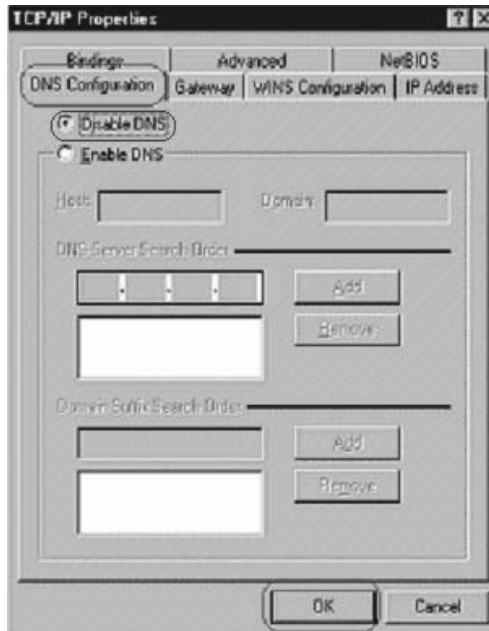 TCP/IP Properties
Bindings Advanced NetBIOS
DNS Configuration Gateway WINS Configuration IP Address
Disable DNS
Enable DNS
Host: Domain:
DNS Server Search Order
Add
Remove
Domain Suffix Search Order
Add
Remove
OK Cancel